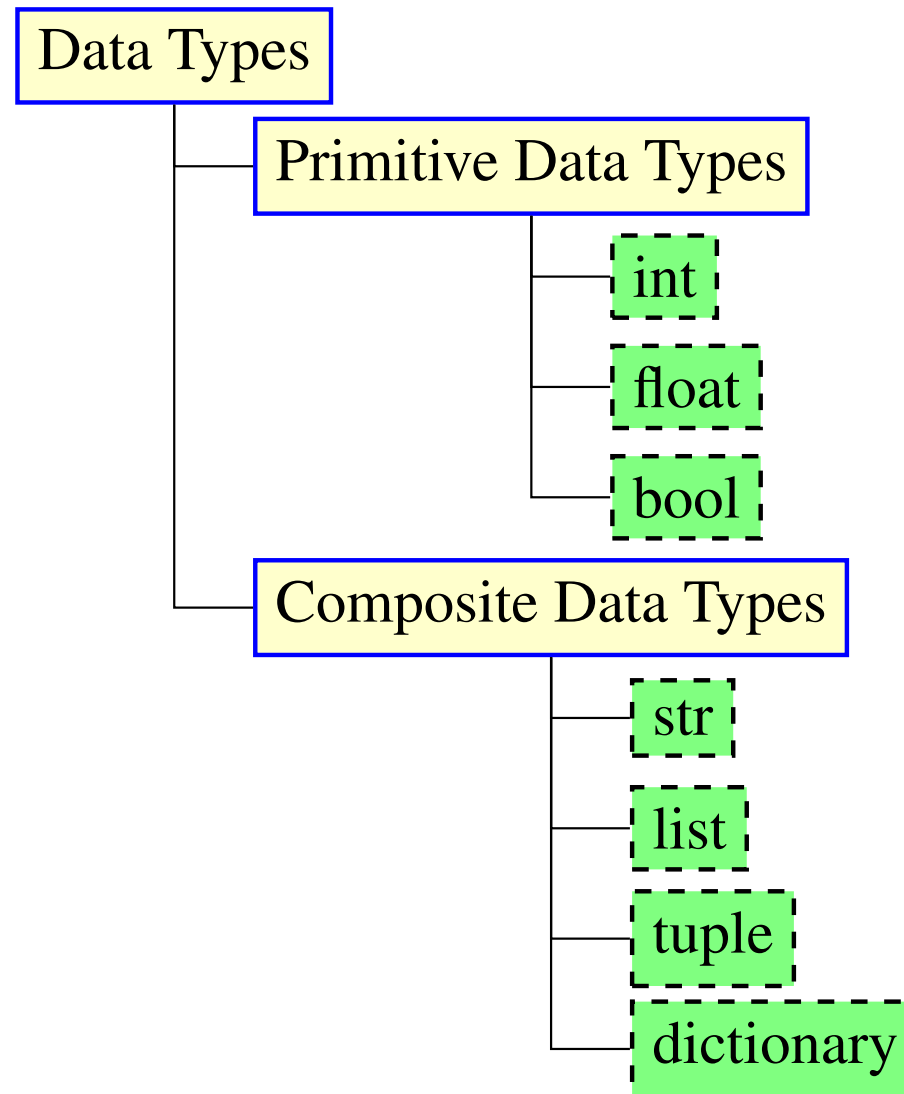 Data Types
Primitive Data Types
int
float
bool
Composite Data Types
str
list
tuple
dictionary